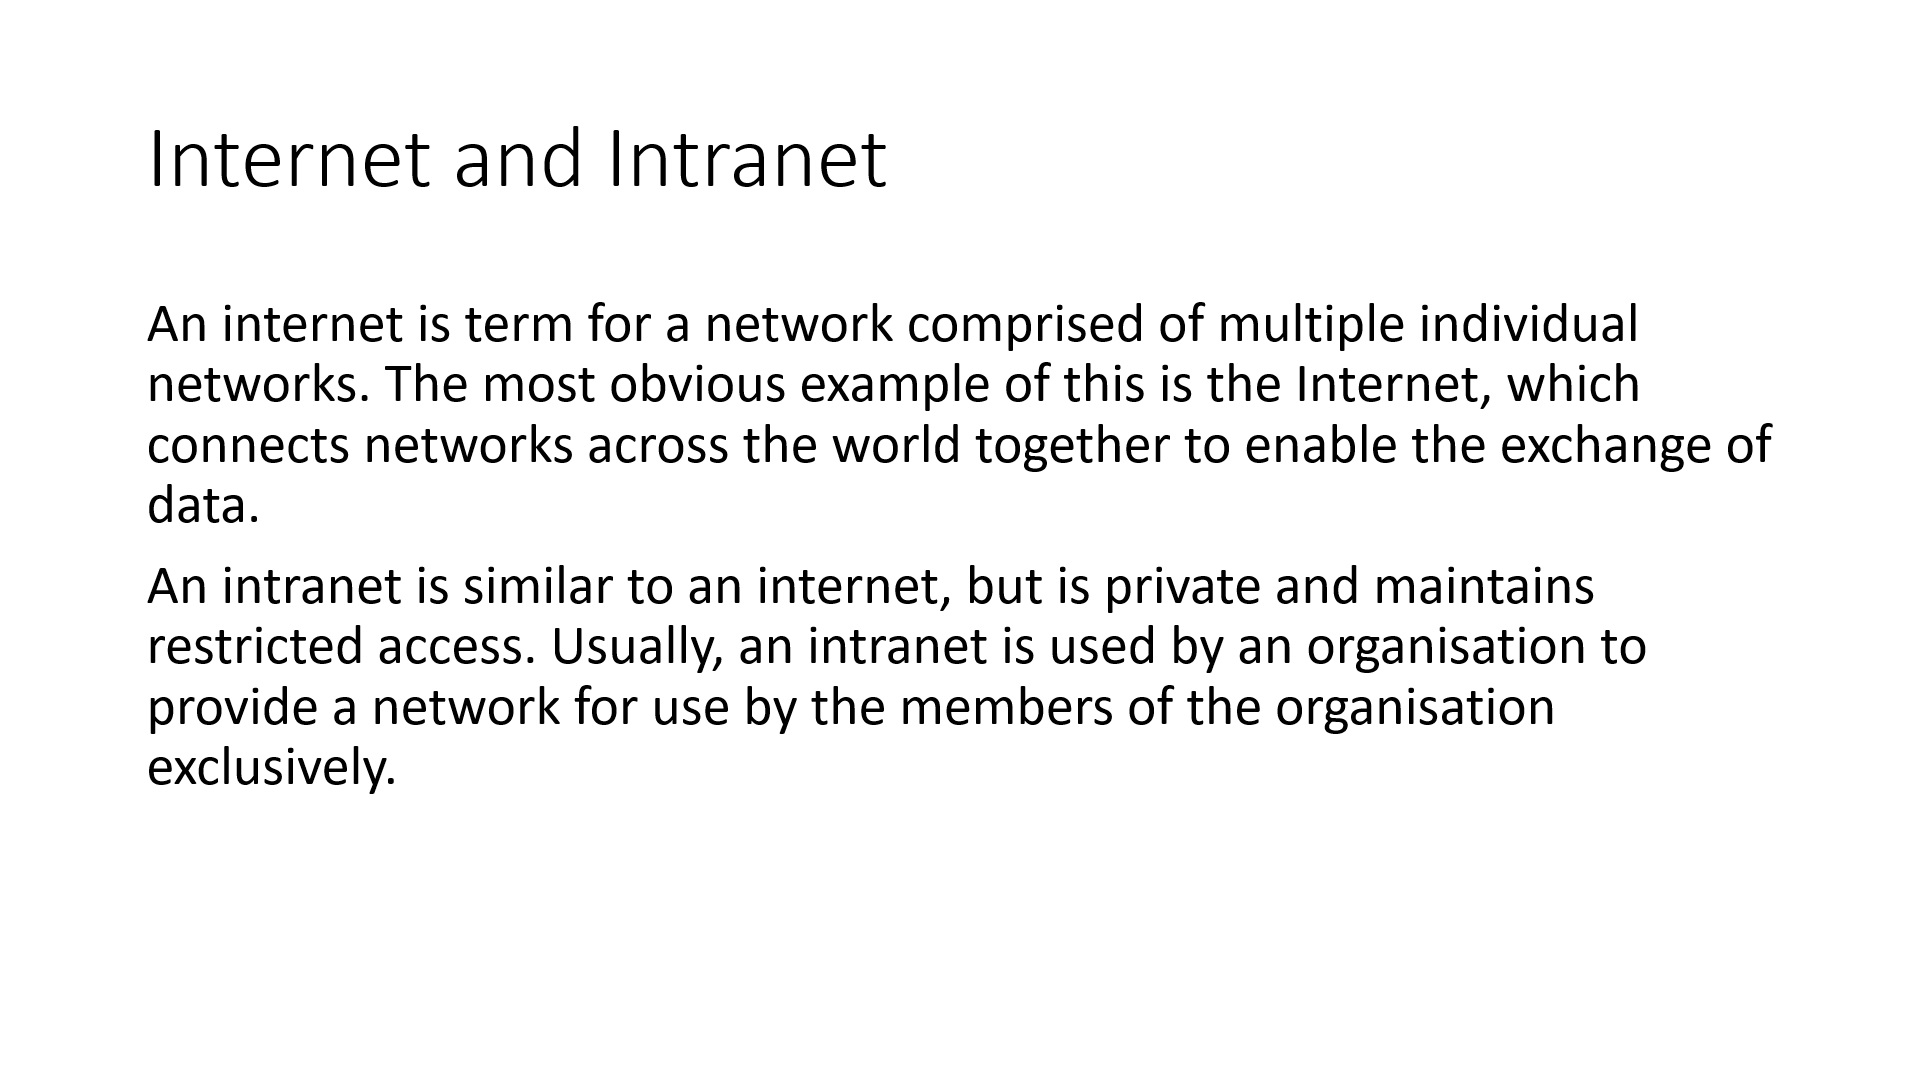 Internet and Intranet
An internet is term for a network comprised of multiple individual
networks. The most obvious example of this is the Internet, which
connects networks across the world together to enable the exchange of
data.
An intranet is similar to an internet, but is private and maintains
restricted access. Usually, an intranet is used by an organisation to
provide a network for use by the members of the organisation
exclusively.